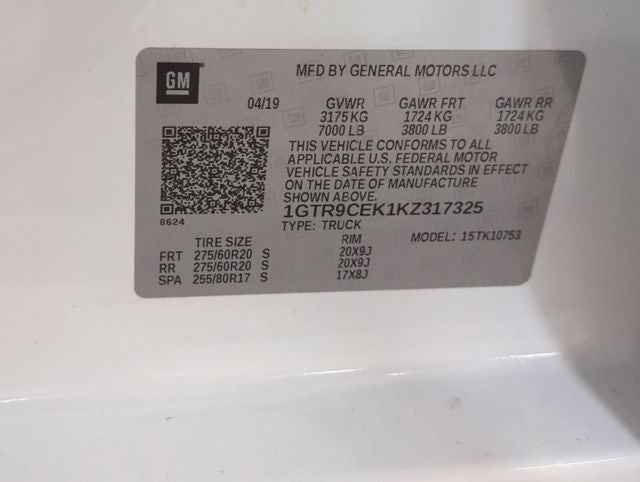 GM
MFD BY GENERAL MOTORS LLC
04/19 GVWR GAWR FRT GAWR RR
3175 KG 1724 KG 1724 KG
7000 LB 3800 LB 3800 LB
THIS VEHICLE CONFORMS TO ALL
APPLICABLE U.S. FEDERAL MOTOR
VEHICLE SAFETY STANDARDS IN EFFECT
ON THE DATE OF MANUFACTURE
SHOWN ABOVE.
8624
1GTR9CEK1KZ317325
TYPE: TRUCK
TIRE SIZE RIM MODEL: 15TK10753
FRT 275/60R20 S 20X9J
RR 275/60R20 S 20X9J
SPA 255/80R17 S 17X8J